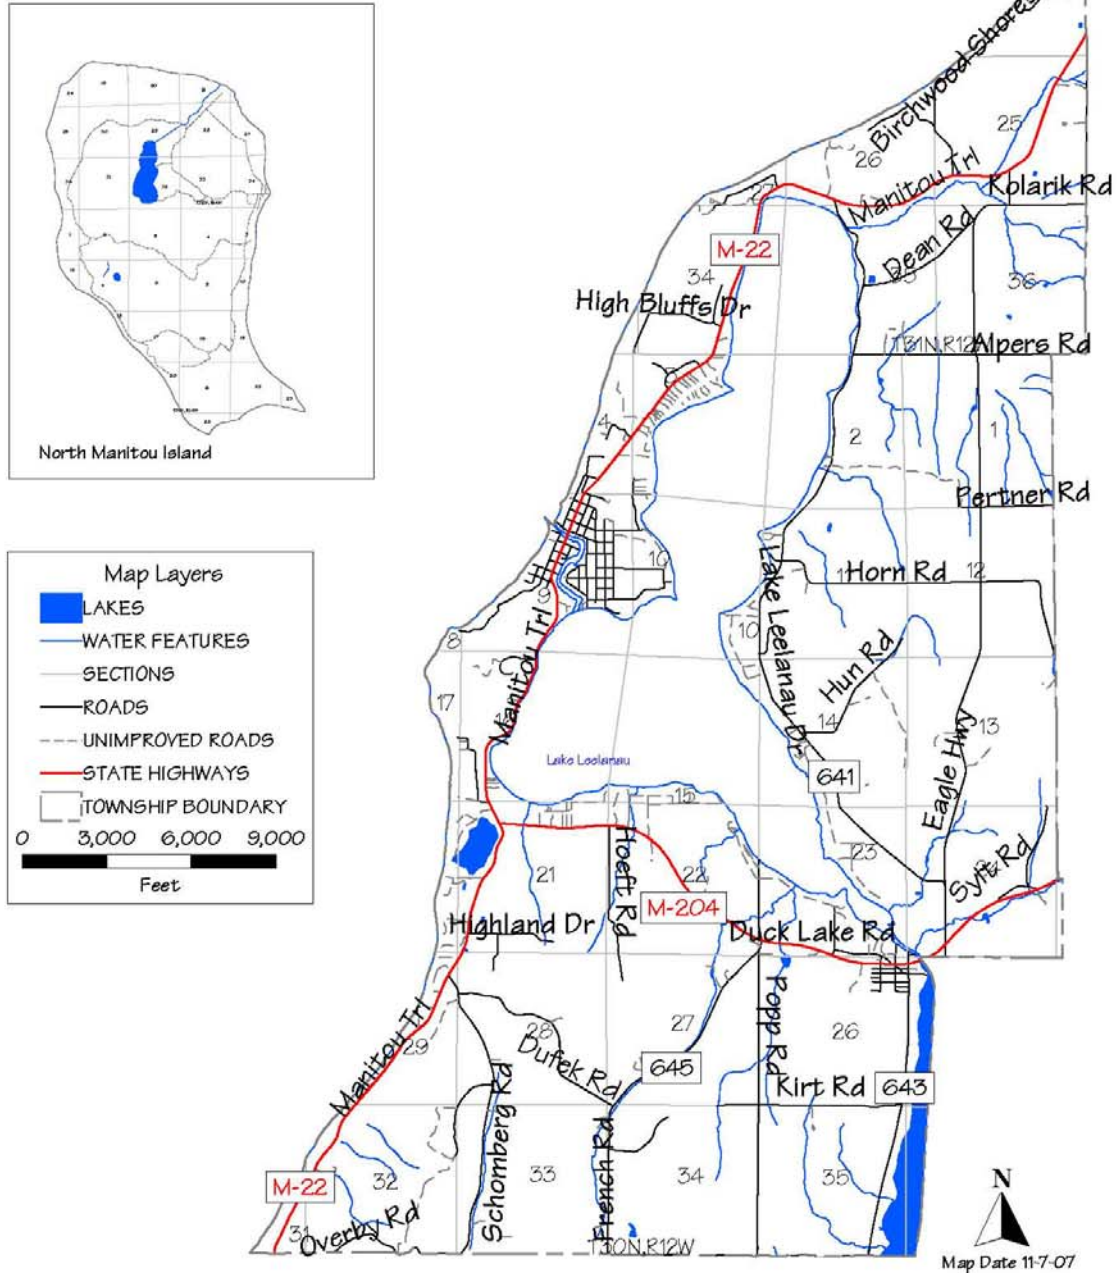 North Manitou Island
Map Layers
LAKES
WATER FEATURES
SECTIONS
ROADS
UNIMPROVED ROADS
STATE HIGHWAYS
TOWNSHIP BOUNDARY
0 3,000 6,000 9,000
Feet
Birchwood Shores
25
26
Manitou Trl
Kolarik Rd
27
Dean Rd
M-22
34
36
High Bluffs Dr
T31N,R12
Alpers Rd
4
2
1
Pertner Rd
10
Horn Rd
12
9
Lake Leelanau Dr
8
10
Manitou Trl
Hun Rd
17
14
13
Lake Leelanau
641
Eagle Hwy
15
Hoeft Rd
23
21
22
Sylt Rd
M-204
Highland Dr
Duck Lake Rd
Manitou Trl
28
27
Popp Rd
26
29
Dufek Rd
645
Kirt Rd
643
Schomberg Rd
French Rd
M-22
32
33
34
35
31
Overby Rd
T30N,R12W
N
Map Date 11-7-07